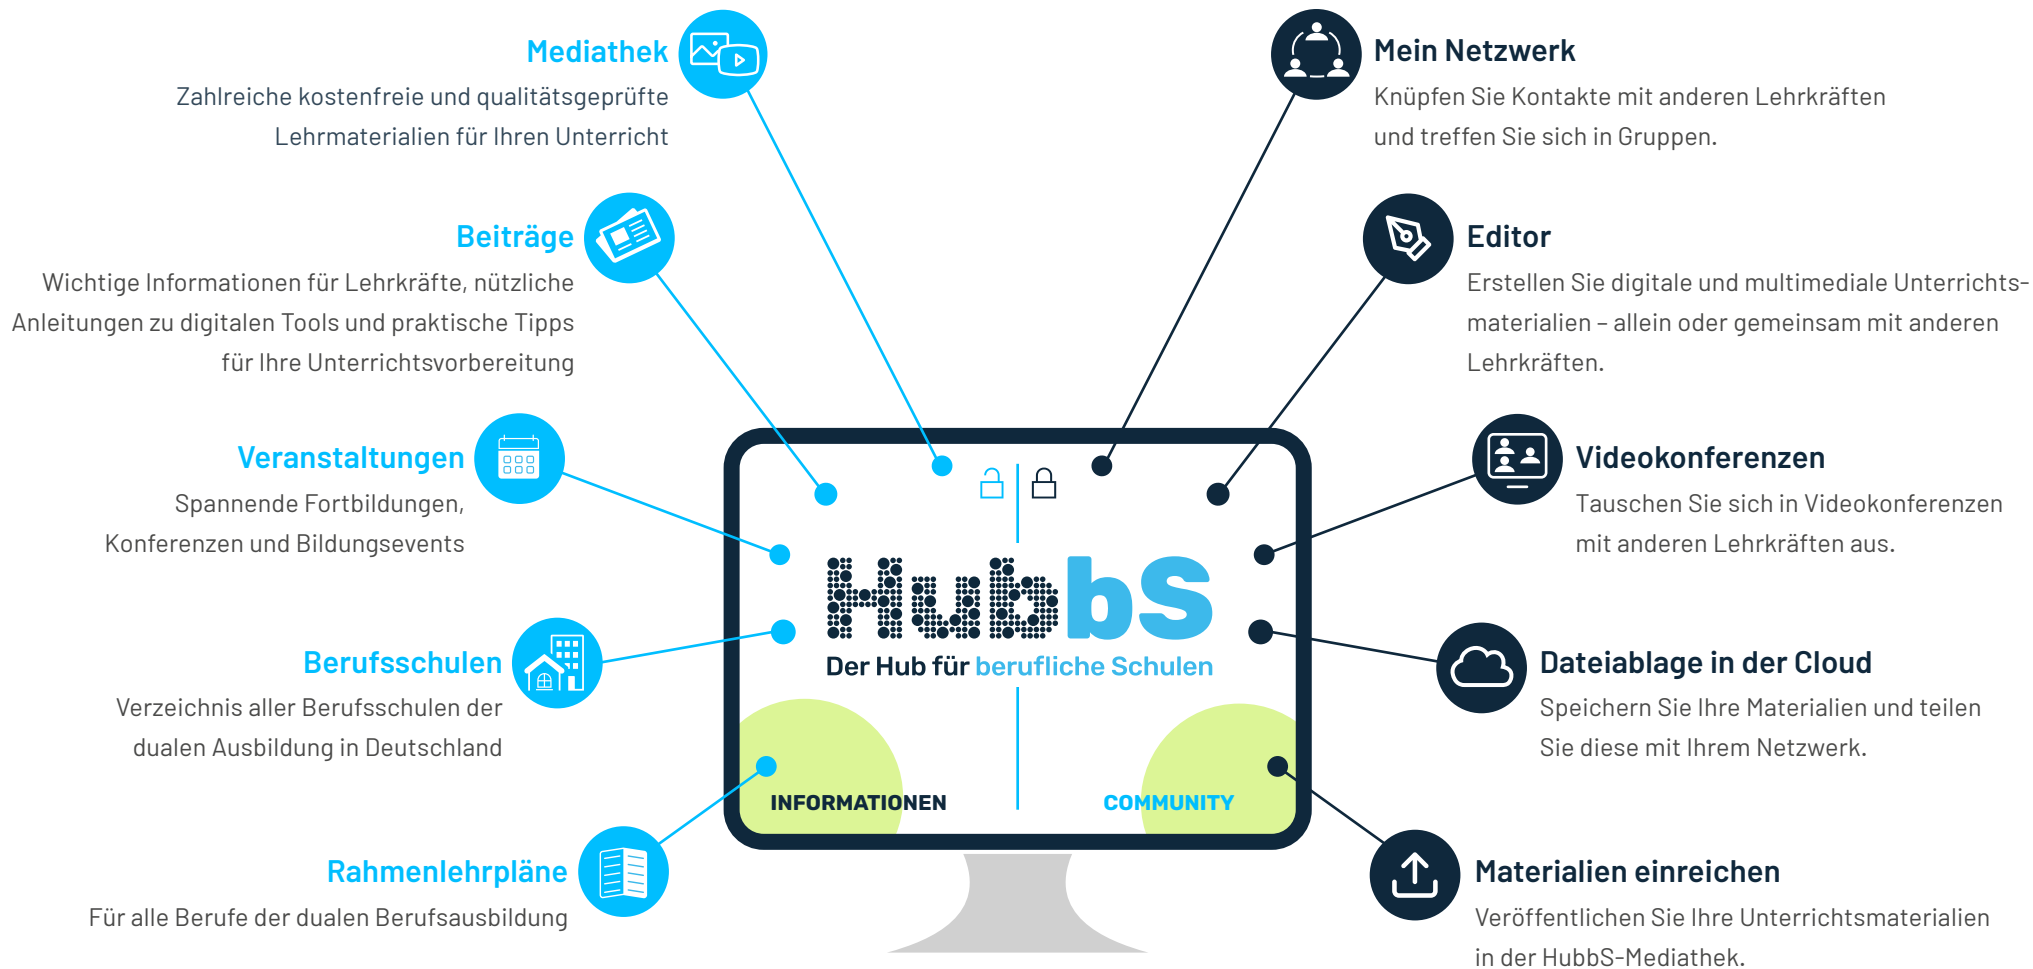 Mediathek
Zahlreiche kostenfreie und qualitätsgeprüfte
Lehrmaterialien für Ihren Unterricht
Beiträge
Wichtige Informationen für Lehrkräfte, nützliche
Anleitungen zu digitalen Tools und praktische Tipps
für Ihre Unterrichtsvorbereitung
Veranstaltungen
Spannende Fortbildungen,
Konferenzen und Bildungsevents
Berufsschulen
Verzeichnis aller Berufsschulen der
dualen Ausbildung in Deutschland
Rahmenlehrpläne
Für alle Berufe der dualen Berufsausbildung
HubbS
Der Hub für berufliche Schulen
INFORMATIONEN
COMMUNITY
Mein Netzwerk
Knüpfen Sie Kontakte mit anderen Lehrkräften
und treffen Sie sich in Gruppen.
Editor
Erstellen Sie digitale und multimediale Unterrichts-
materialien – allein oder gemeinsam mit anderen
Lehrkräften.
Videokonferenzen
Tauschen Sie sich in Videokonferenzen
mit anderen Lehrkräften aus.
Dateiablage in der Cloud
Speichern Sie Ihre Materialien und teilen
Sie diese mit Ihrem Netzwerk.
Materialien einreichen
Veröffentlichen Sie Ihre Unterrichtsmaterialien
in der HubbS-Mediathek.